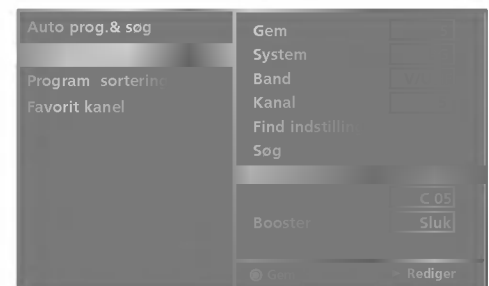 Auto prog.& søg
Program sortering
Favorit kanel
Gem
System
Band
Kanal
Find indstilling
Søg
C 05
Booster
Sluk
Gem
Rediger